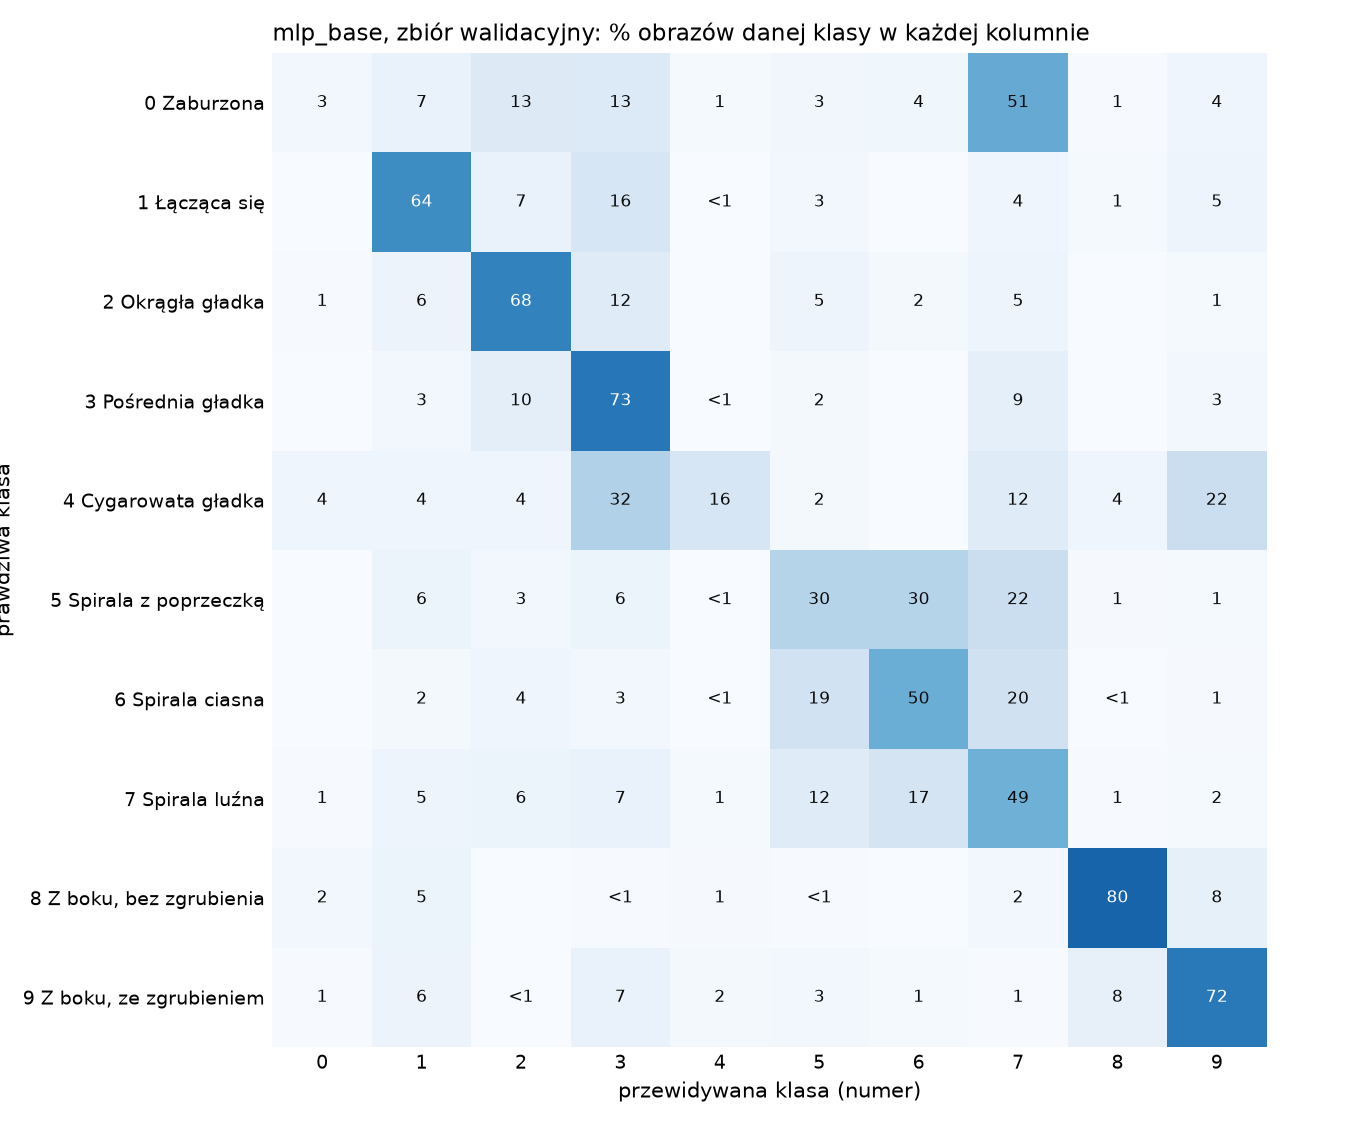 mlp_base, zbiór walidacyjny: % obrazów danej klasy w każdej kolumnie
prawdziwa klasa
0 Zaburzona 3 7 13 13 1 3 4 51 1 4
1 Łącząca się 64 7 16 <1 3 4 1 5
2 Okrągła gładka 1 6 68 12 5 2 5 1
3 Pośrednia gładka 3 10 73 <1 2 9 3
4 Cygarowata gładka 4 4 4 32 16 2 12 4 22
5 Spirala z poprzeczką 6 3 6 <1 30 30 22 1 1
6 Spirala ciasna 2 4 3 <1 19 50 20 <1 1
7 Spirala luźna 1 5 6 7 1 12 17 49 1 2
8 Z boku, bez zgrubienia 2 5 <1 1 <1 2 80 8
9 Z boku, ze zgrubieniem 1 6 <1 7 2 3 1 1 8 72
0 1 2 3 4 5 6 7 8 9
przewidywana klasa (numer)